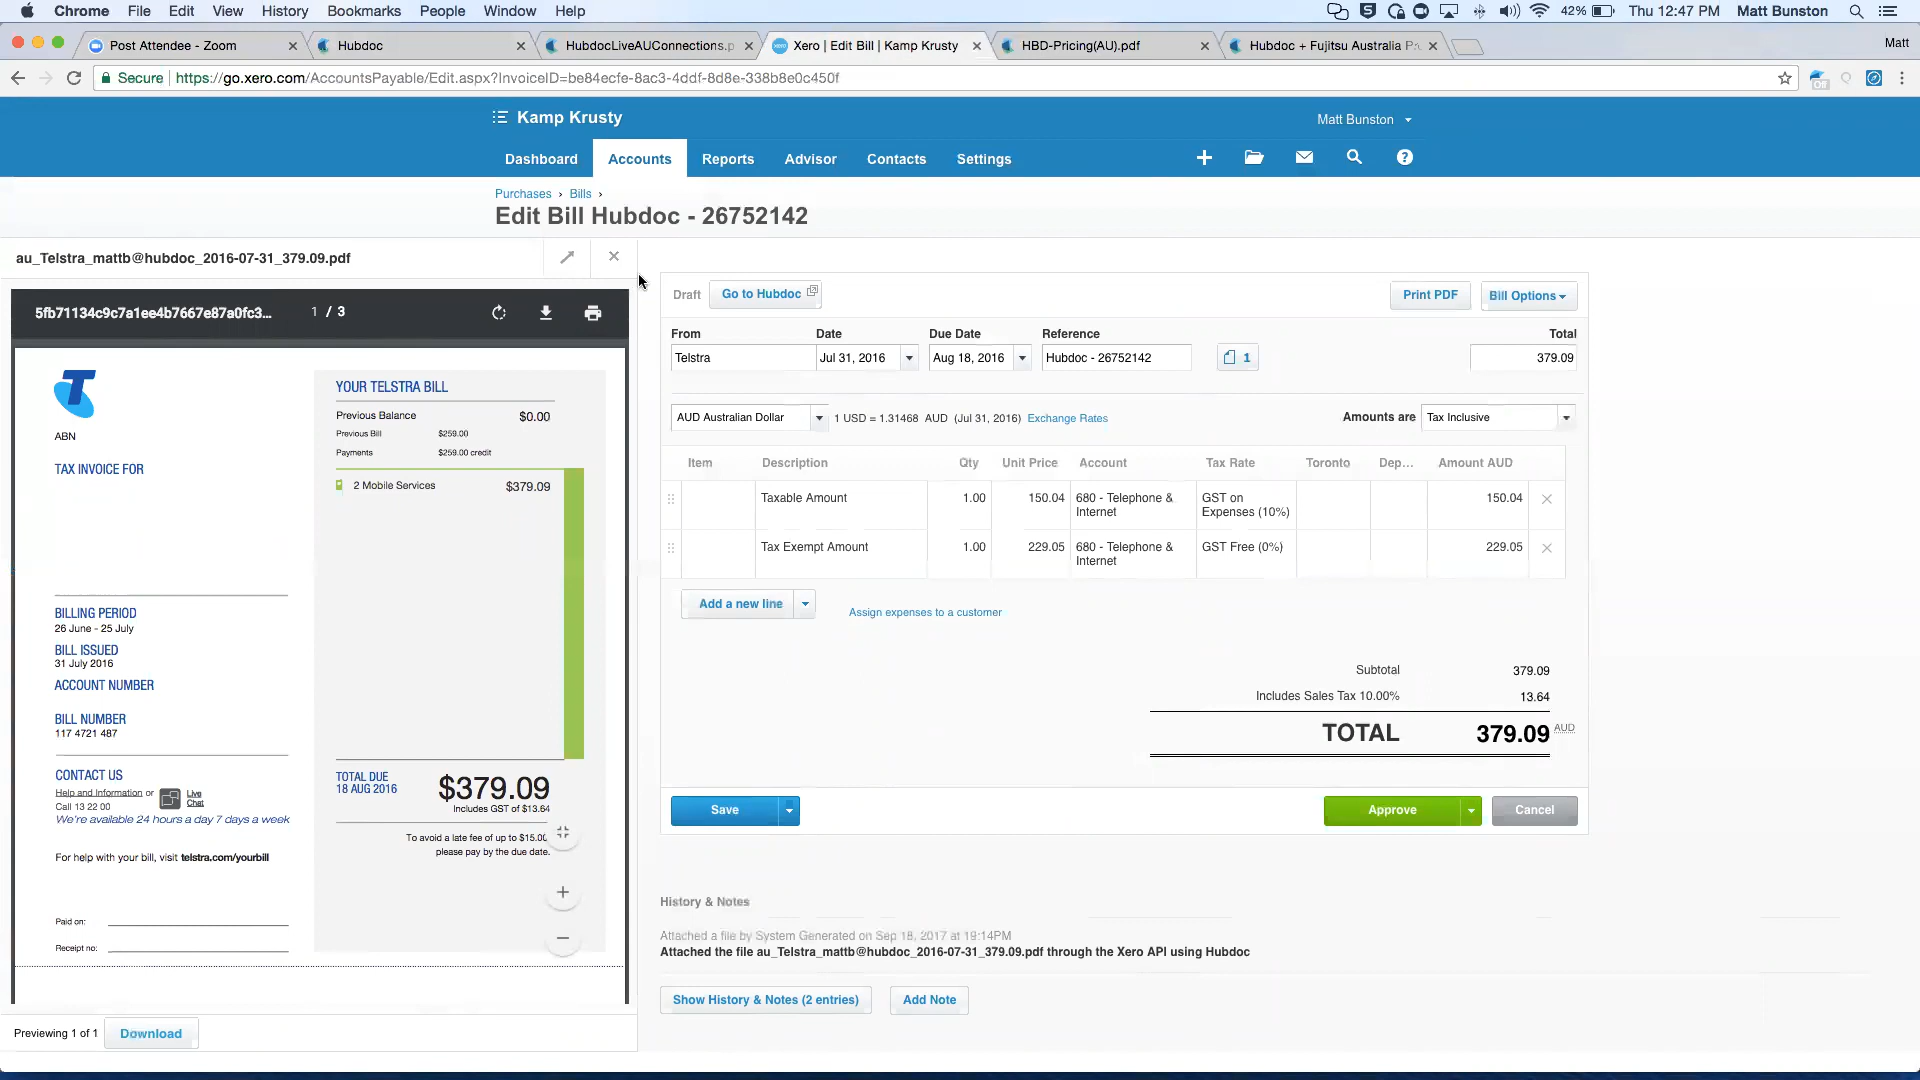 Chrome File Edit View History Bookmarks People Window Help
42% Thu 12:47 PM Matt Bunston
Post Attendee - Zoom
Hubdoc
HubdocLiveAUConnections.p
Xero | Edit Bill | Kamp Krusty
HBD-Pricing(AU).pdf
Hubdoc + Fujitsu Australia Pr
Matt
Secure https://go.xero.com/AccountsPayable/Edit.aspx?InvoiceID=be84ecfe-8ac3-4ddf-8d8e-338b8e0c450f
Off
Kamp Krusty
Matt Bunston
Dashboard Accounts Reports Advisor Contacts Settings
Purchases › Bills ›
Edit Bill Hubdoc - 26752142
au_Telstra_mattb@hubdoc_2016-07-31_379.09.pdf
5fb71134c9c7a1ee4b7667e87a0fc3...
1 / 3
ABN
TAX INVOICE FOR
BILLING PERIOD
26 June - 25 July
BILL ISSUED
31 July 2016
ACCOUNT NUMBER
BILL NUMBER
117 4721 487
CONTACT US
Help and Information or
Live
Chat
Call 13 22 00
We're available 24 hours a day 7 days a week
For help with your bill, visit telstra.com/yourbill
Paid on:
Receipt no:
YOUR TELSTRA BILL
Previous Balance $0.00
Previous Bill $259.00
Payments $259.00 credit
2 Mobile Services $379.09
TOTAL DUE
18 AUG 2016
$379.09
Includes GST of $13.64
To avoid a late fee of up to $15.00,
please pay by the due date.
Previewing 1 of 1
Download
Draft
Go to Hubdoc
Print PDF
Bill Options
From Date Due Date Reference Total
Telstra Jul 31, 2016 Aug 18, 2016 Hubdoc - 26752142 1 379.09
AUD Australian Dollar 1 USD = 1.31468 AUD (Jul 31, 2016) Exchange Rates
Amounts are Tax Inclusive
Item Description Qty Unit Price Account Tax Rate Toronto Dep... Amount AUD
Taxable Amount 1.00 150.04 680 - Telephone & Internet GST on Expenses (10%) 150.04
Tax Exempt Amount 1.00 229.05 680 - Telephone & Internet GST Free (0%) 229.05
Add a new line
Assign expenses to a customer
Subtotal 379.09
Includes Sales Tax 10.00% 13.64
TOTAL 379.09 AUD
Save
Approve
Cancel
History & Notes
Attached a file by System Generated on Sep 18, 2017 at 19:14PM
Attached the file au_Telstra_mattb@hubdoc_2016-07-31_379.09.pdf through the Xero API using Hubdoc
Show History & Notes (2 entries)
Add Note